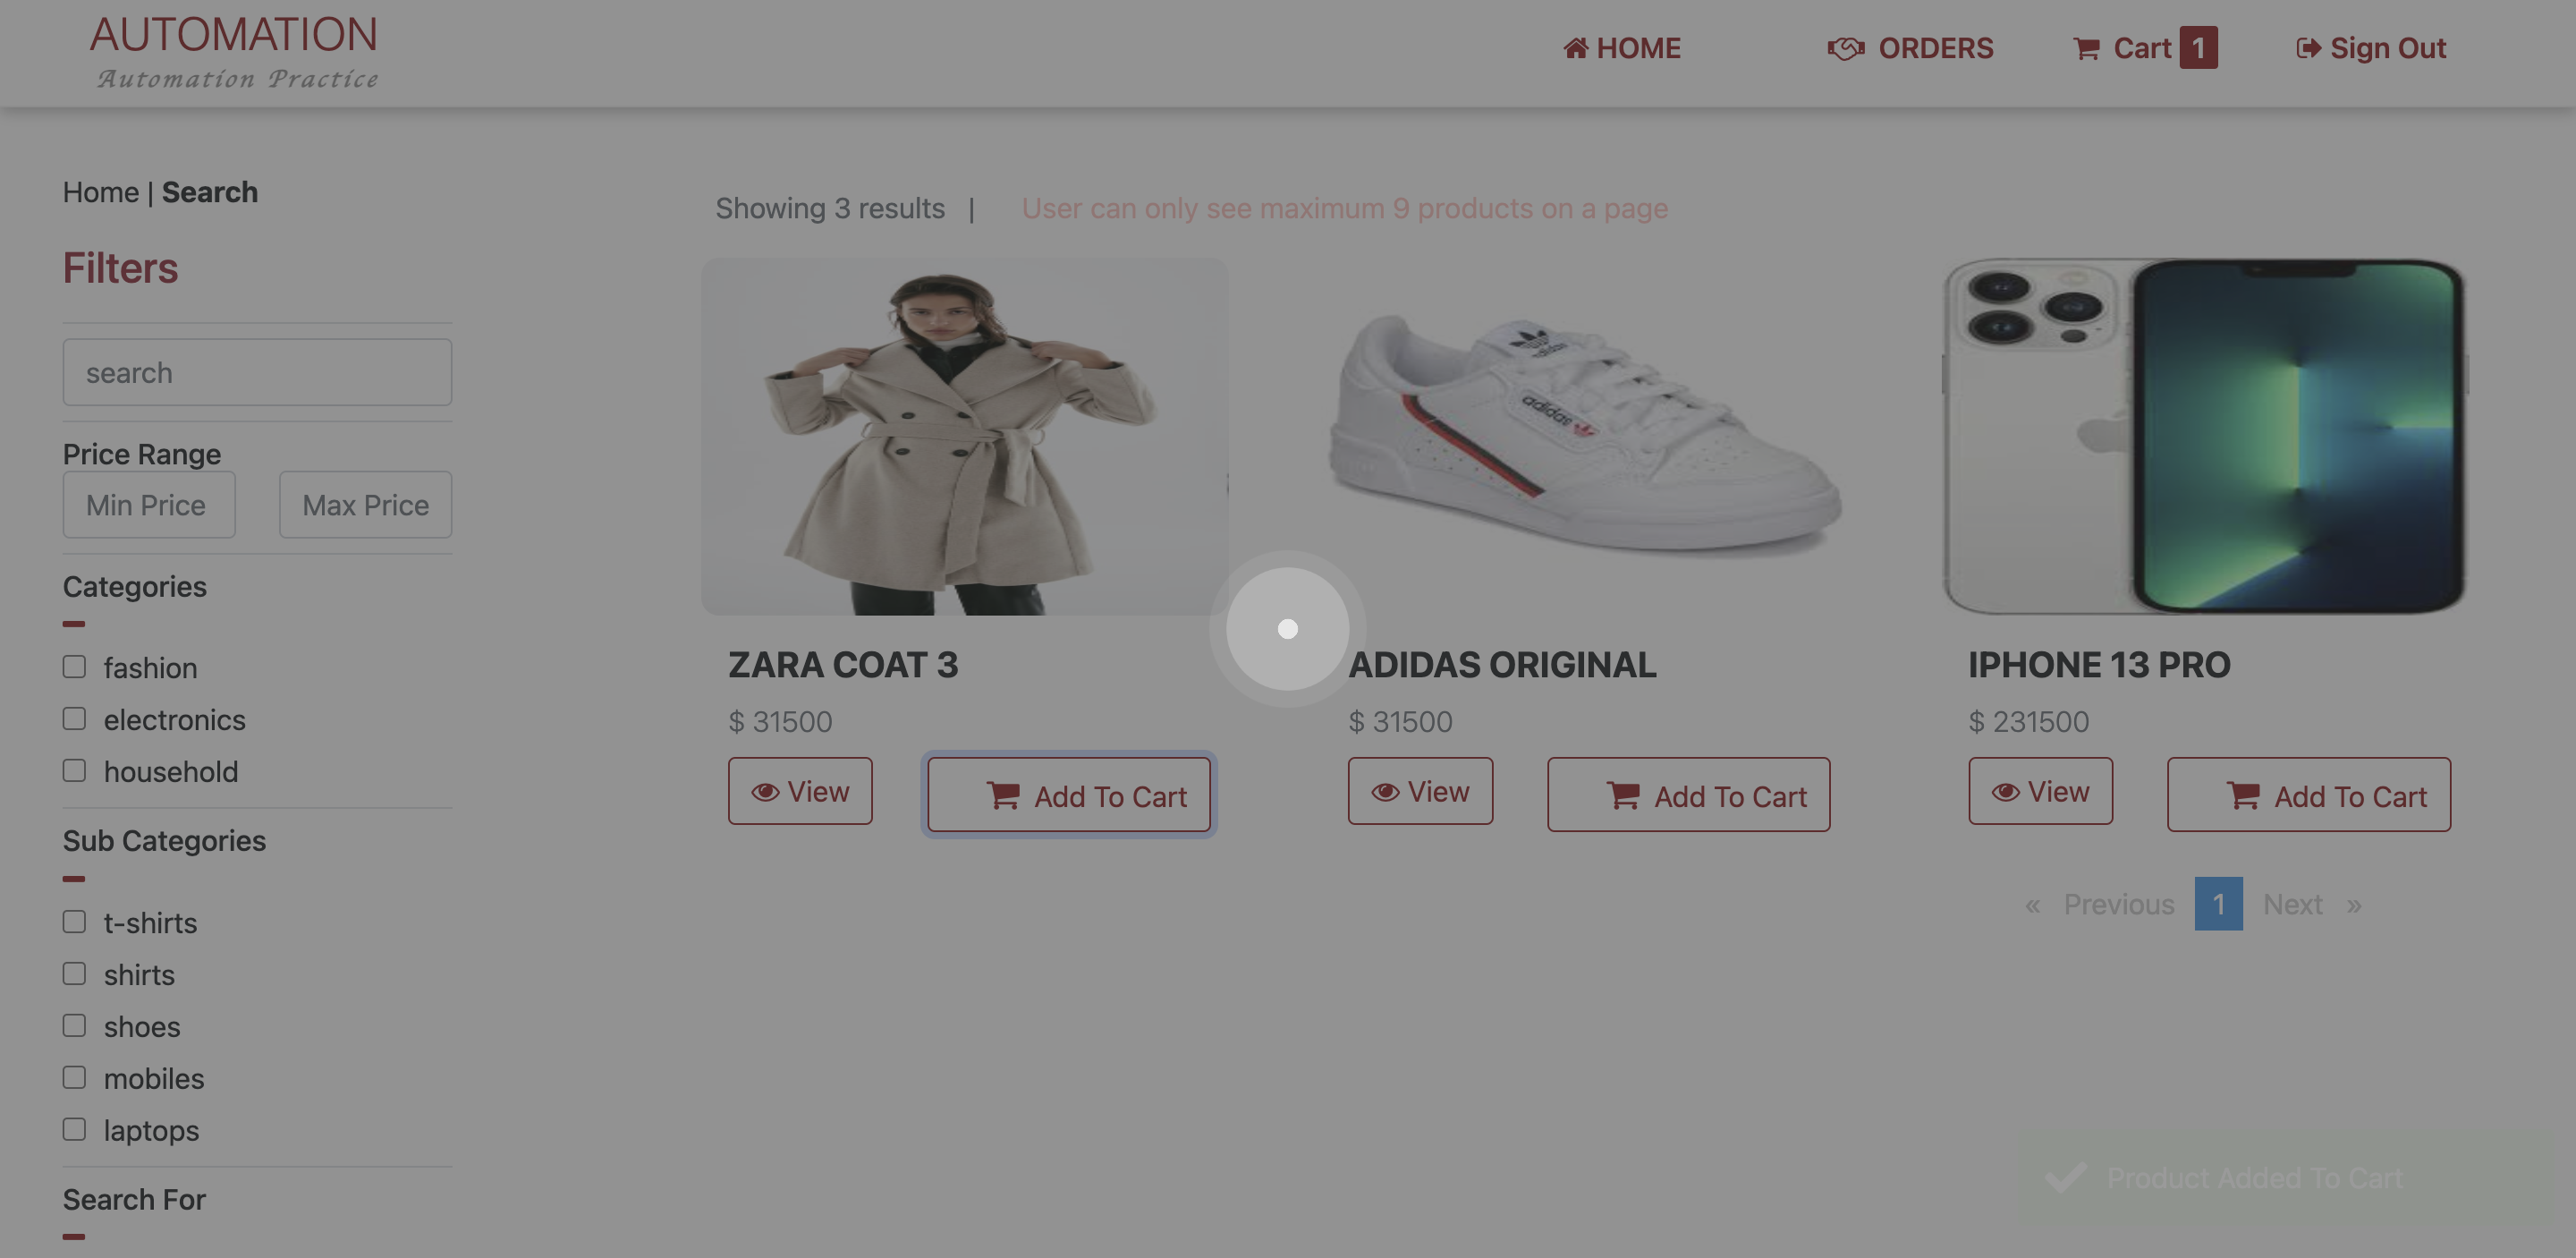 AUTOMATION
Automation Practice
HOME
ORDERS
Cart 1
Sign Out
Home | Search
Showing 3 results |
User can only see maximum 9 products on a page
Filters
search
Price Range
Min Price
Max Price
Categories
fashion
electronics
household
Sub Categories
t-shirts
shirts
shoes
mobiles
laptops
Search For
adidas
adidas
ZARA COAT 3
$ 31500
View
Add To Cart
ADIDAS ORIGINAL
$ 31500
View
Add To Cart
IPHONE 13 PRO
$ 231500
View
Add To Cart
« Previous 1 Next »
Product Added To Cart